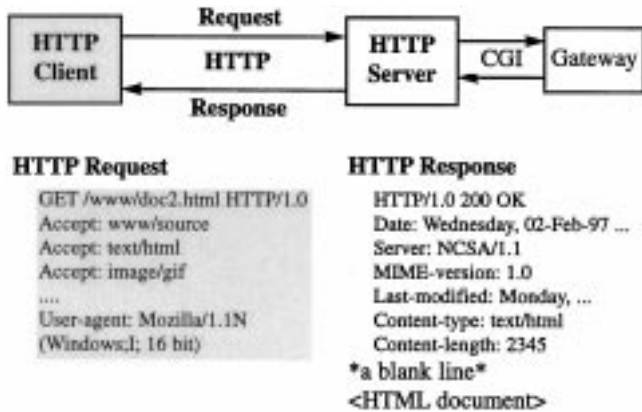 Request
HTTP Client
HTTP
Response
HTTP Server
CGI
Gateway
HTTP Request
GET /www/doc2.html HTTP/1.0
Accept: www/source
Accept: text/html
Accept: image/gif
....
User-agent: Mozilla/1.1N
(Windows;I; 16 bit)
HTTP Response
HTTP/1.0 200 OK
Date: Wednesday, 02-Feb-97 ...
Server: NCSA/1.1
MIME-version: 1.0
Last-modified: Monday, ...
Content-type: text/html
Content-length: 2345
*a blank line*
<HTML document>